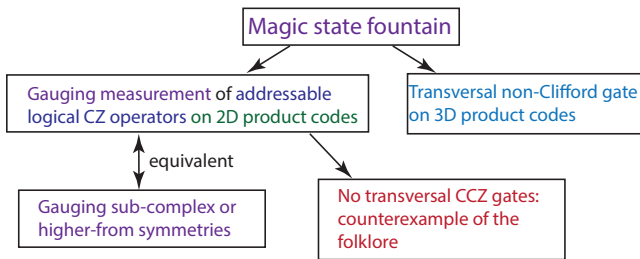 Magic state fountain
Gauging measurement of addressable
logical CZ operators on 2D product codes
Transversal non-Clifford gate
on 3D product codes
equivalent
Gauging sub-complex or
higher-from symmetries
No transversal CCZ gates:
counterexample of the
folklore